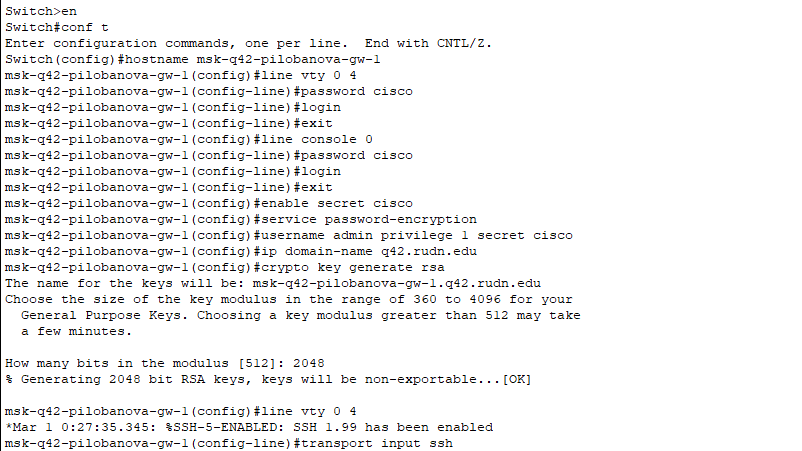 Switch>en
Switch#conf t
Enter configuration commands, one per line.  End with CNTL/Z.
Switch(config)#hostname msk-q42-pilobanova-gw-1
msk-q42-pilobanova-gw-1(config)#line vty 0 4
msk-q42-pilobanova-gw-1(config-line)#password cisco
msk-q42-pilobanova-gw-1(config-line)#login
msk-q42-pilobanova-gw-1(config-line)#exit
msk-q42-pilobanova-gw-1(config)#line console 0
msk-q42-pilobanova-gw-1(config-line)#password cisco
msk-q42-pilobanova-gw-1(config-line)#login
msk-q42-pilobanova-gw-1(config-line)#exit
msk-q42-pilobanova-gw-1(config)#enable secret cisco
msk-q42-pilobanova-gw-1(config)#service password-encryption
msk-q42-pilobanova-gw-1(config)#username admin privilege 1 secret cisco
msk-q42-pilobanova-gw-1(config)#ip domain-name q42.rudn.edu
msk-q42-pilobanova-gw-1(config)#crypto key generate rsa
The name for the keys will be: msk-q42-pilobanova-gw-1.q42.rudn.edu
Choose the size of the key modulus in the range of 360 to 4096 for your
  General Purpose Keys. Choosing a key modulus greater than 512 may take
  a few minutes.

How many bits in the modulus [512]: 2048
% Generating 2048 bit RSA keys, keys will be non-exportable...[OK]

msk-q42-pilobanova-gw-1(config)#line vty 0 4
*Mar 1 0:27:35.345: %SSH-5-ENABLED: SSH 1.99 has been enabled
msk-q42-pilobanova-gw-1(config-line)#transport input ssh